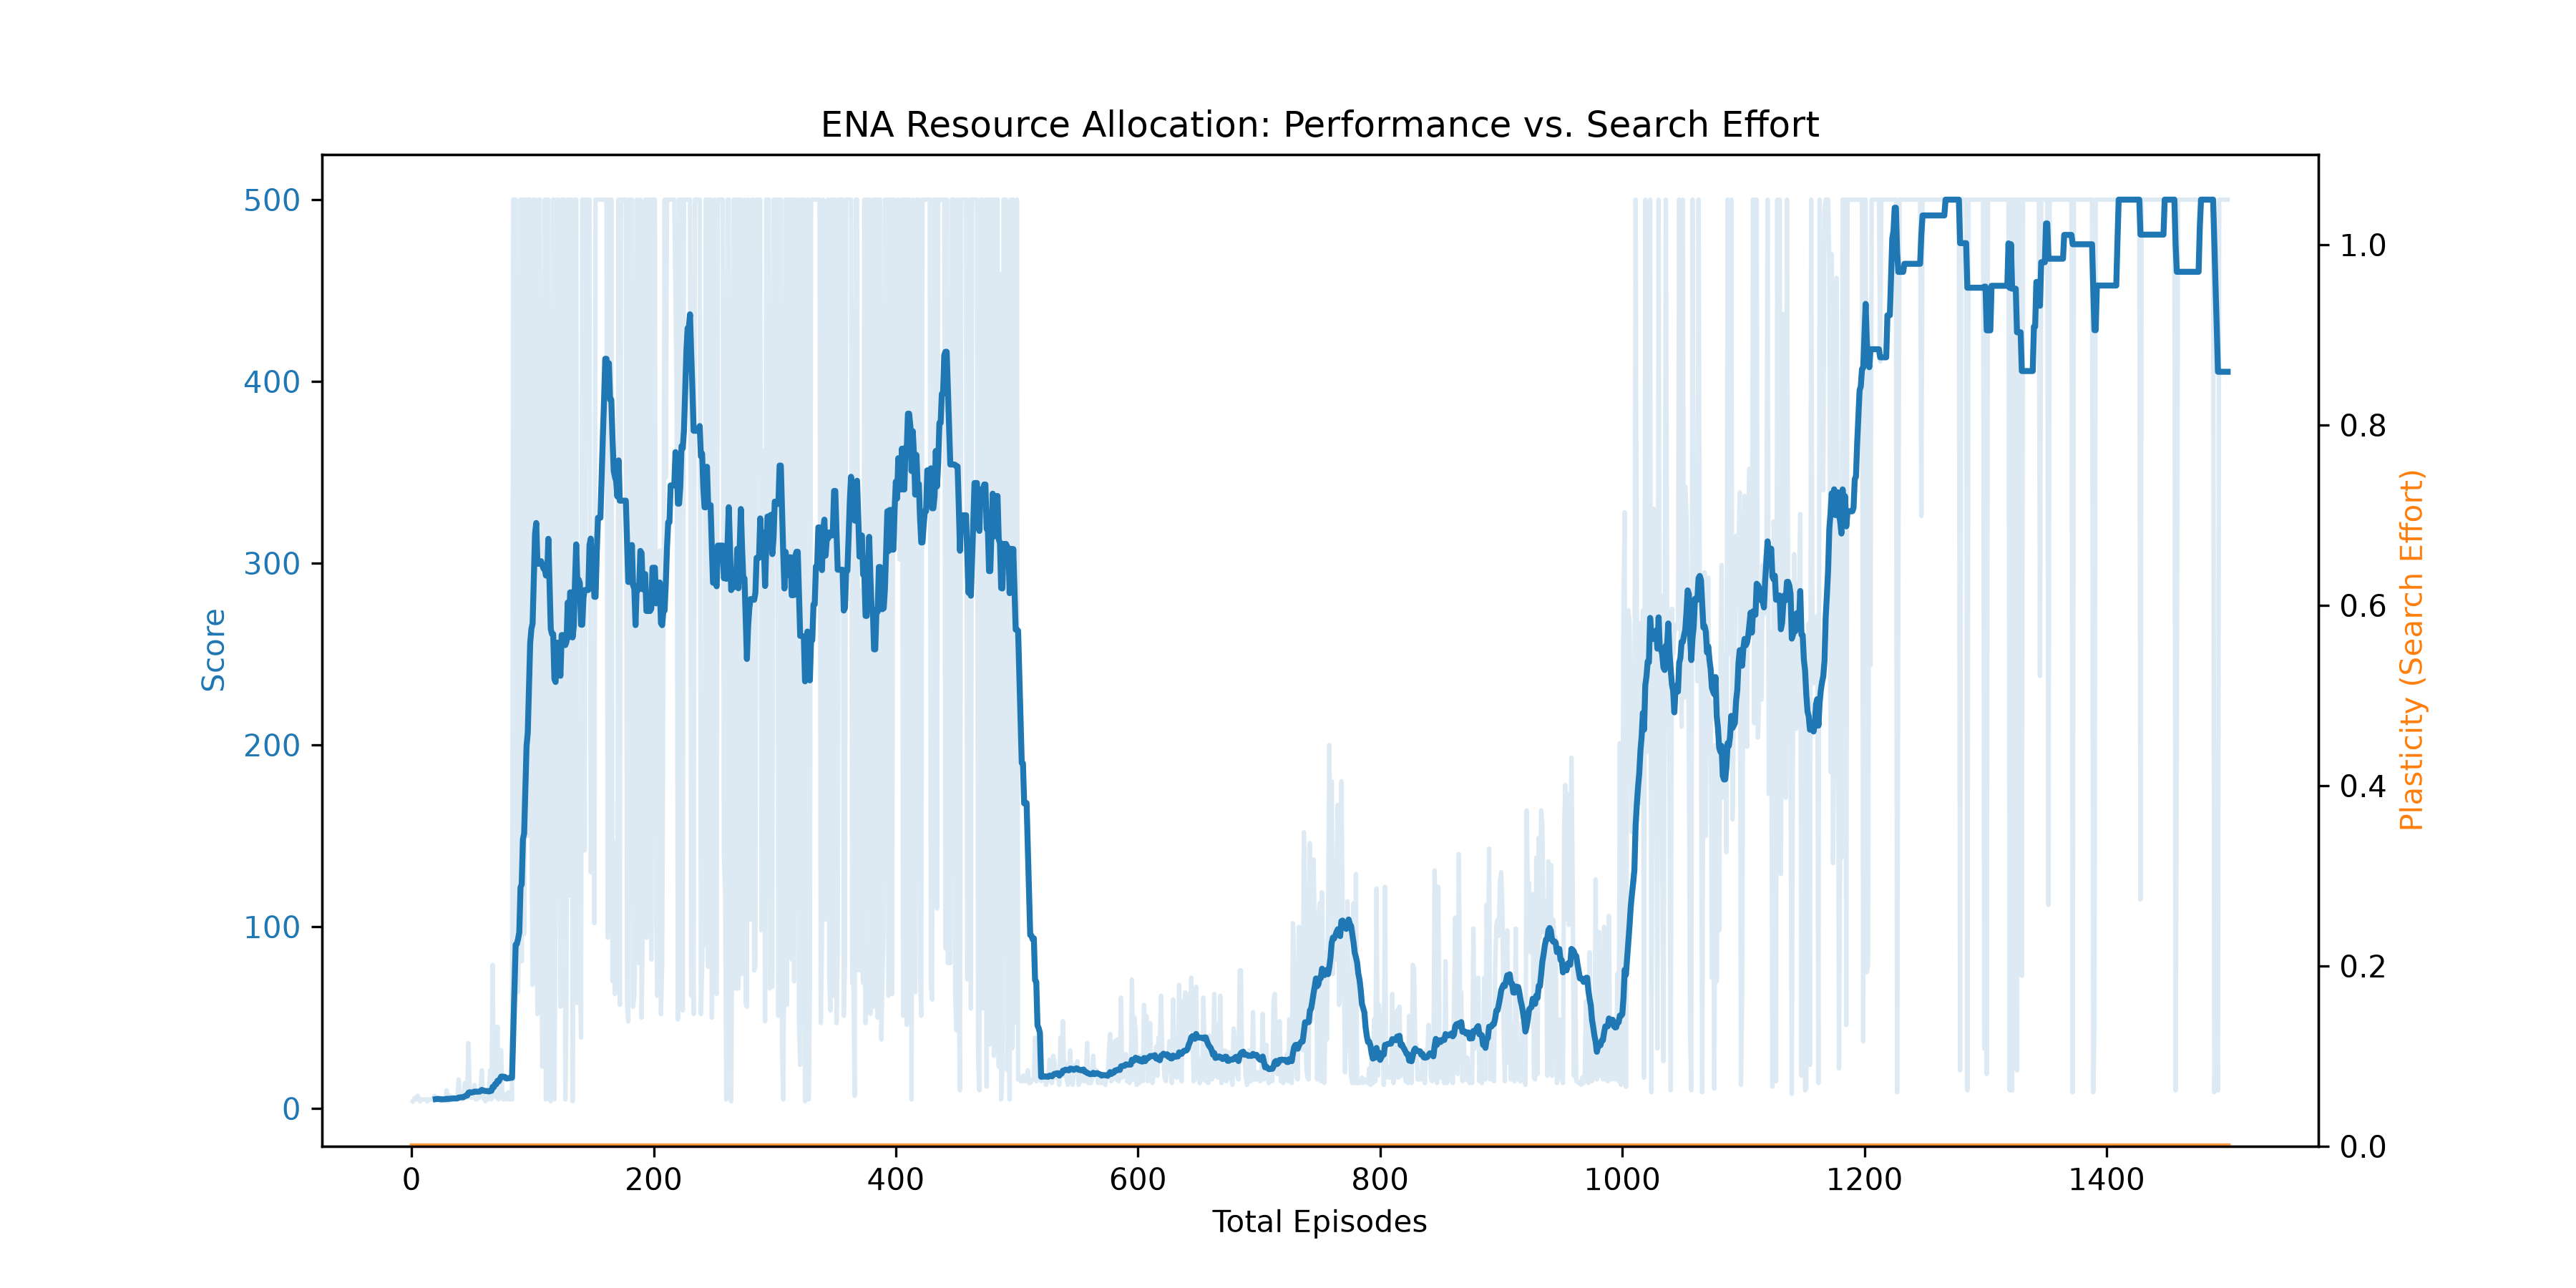 ENA Resource Allocation: Performance vs. Search Effort
500
400
300
200
100
0
Score
1.0
0.8
0.6
0.4
0.2
0.0
Plasticity (Search Effort)
0 200 400 600 800 1000 1200 1400
Total Episodes